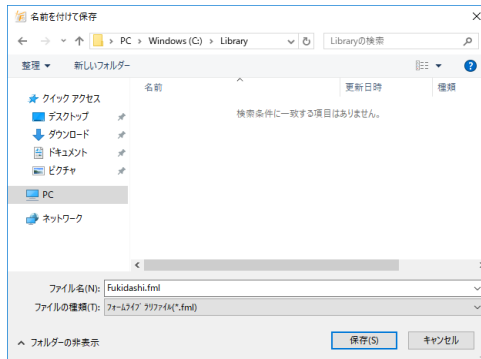 名前を付けて保存
PC › Windows (C:) › Library
Libraryの検索
整理 新しいフォルダー
名前 更新日時 種類
検索条件に一致する項目はありません。
クイック アクセス
デスクトップ
ダウンロード
ドキュメント
ピクチャ
PC
ネットワーク
ファイル名(N): Fukidashi.fml
ファイルの種類(T): フォームライブラリファイル(*.fml)
フォルダーの非表示 保存(S) キャンセル